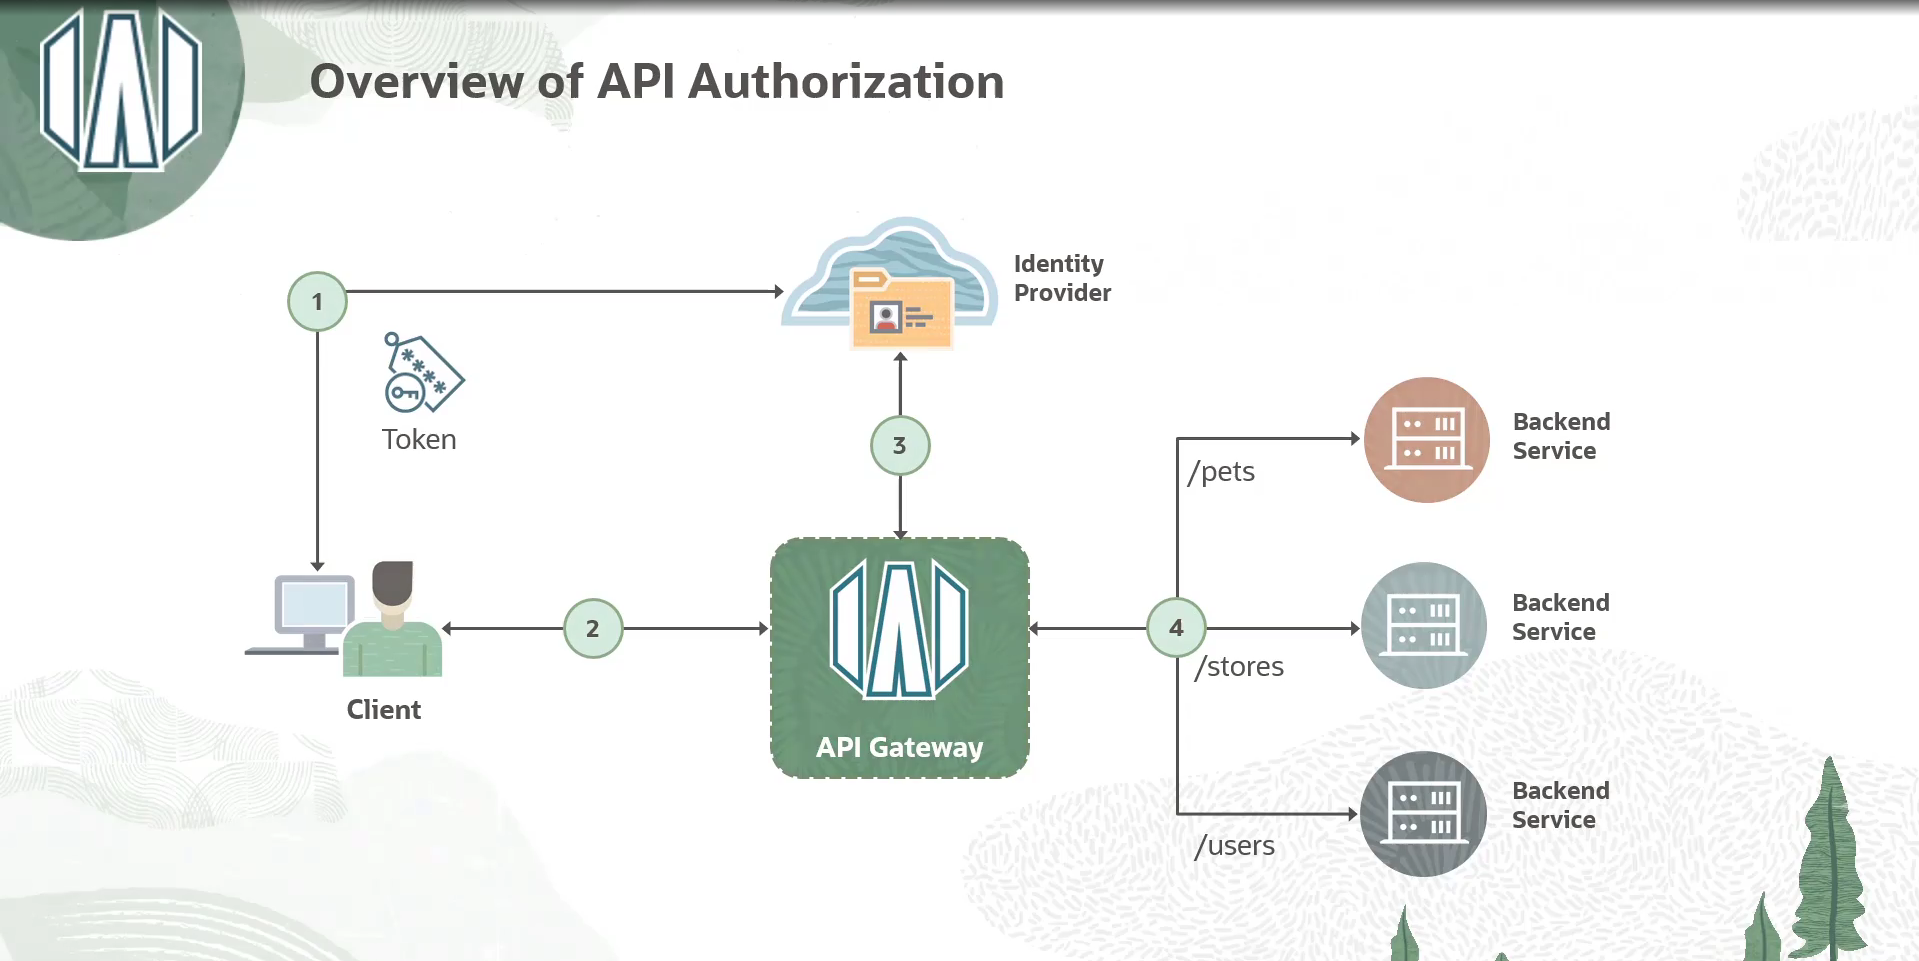 Overview of API Authorization
1
Identity
Provider
Token
3
/pets
Backend
Service
Client
2
API Gateway
4
/stores
Backend
Service
/users
Backend
Service